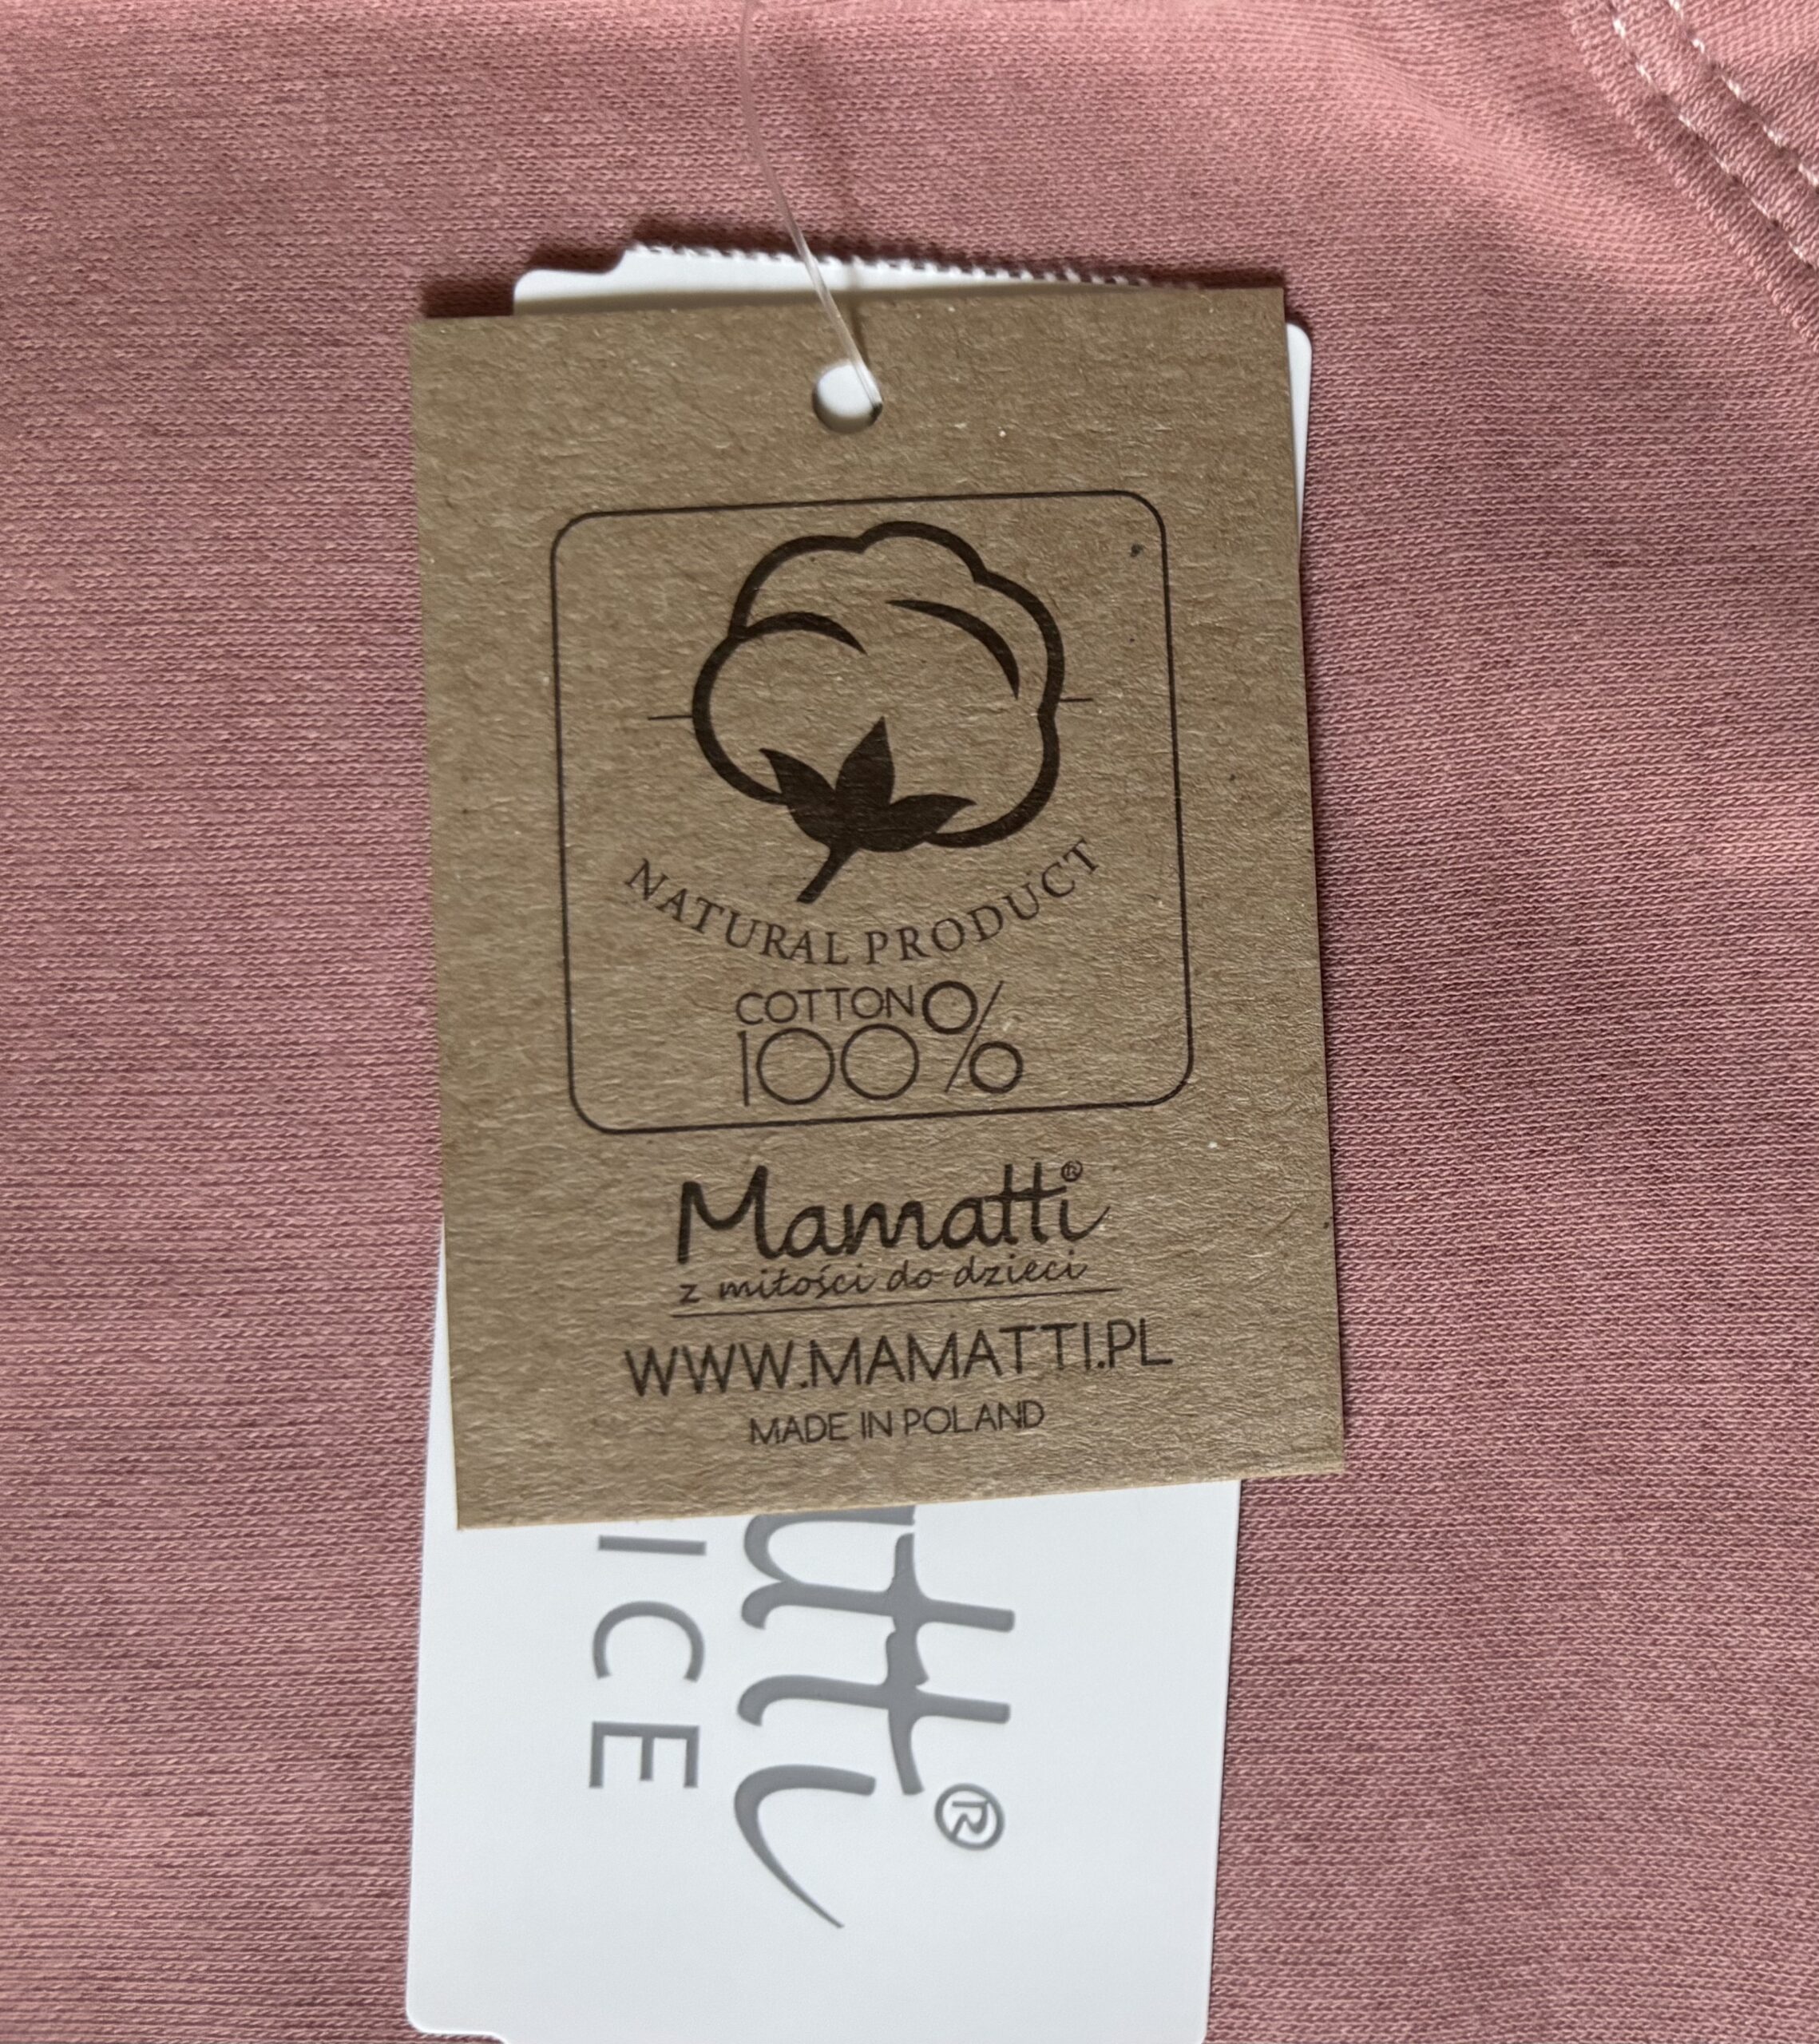 NATURAL PRODUCT
COTTON
100%
Mamatti®
z miłości do dzieci
WWW.MAMATTI.PL
MADE IN POLAND
®